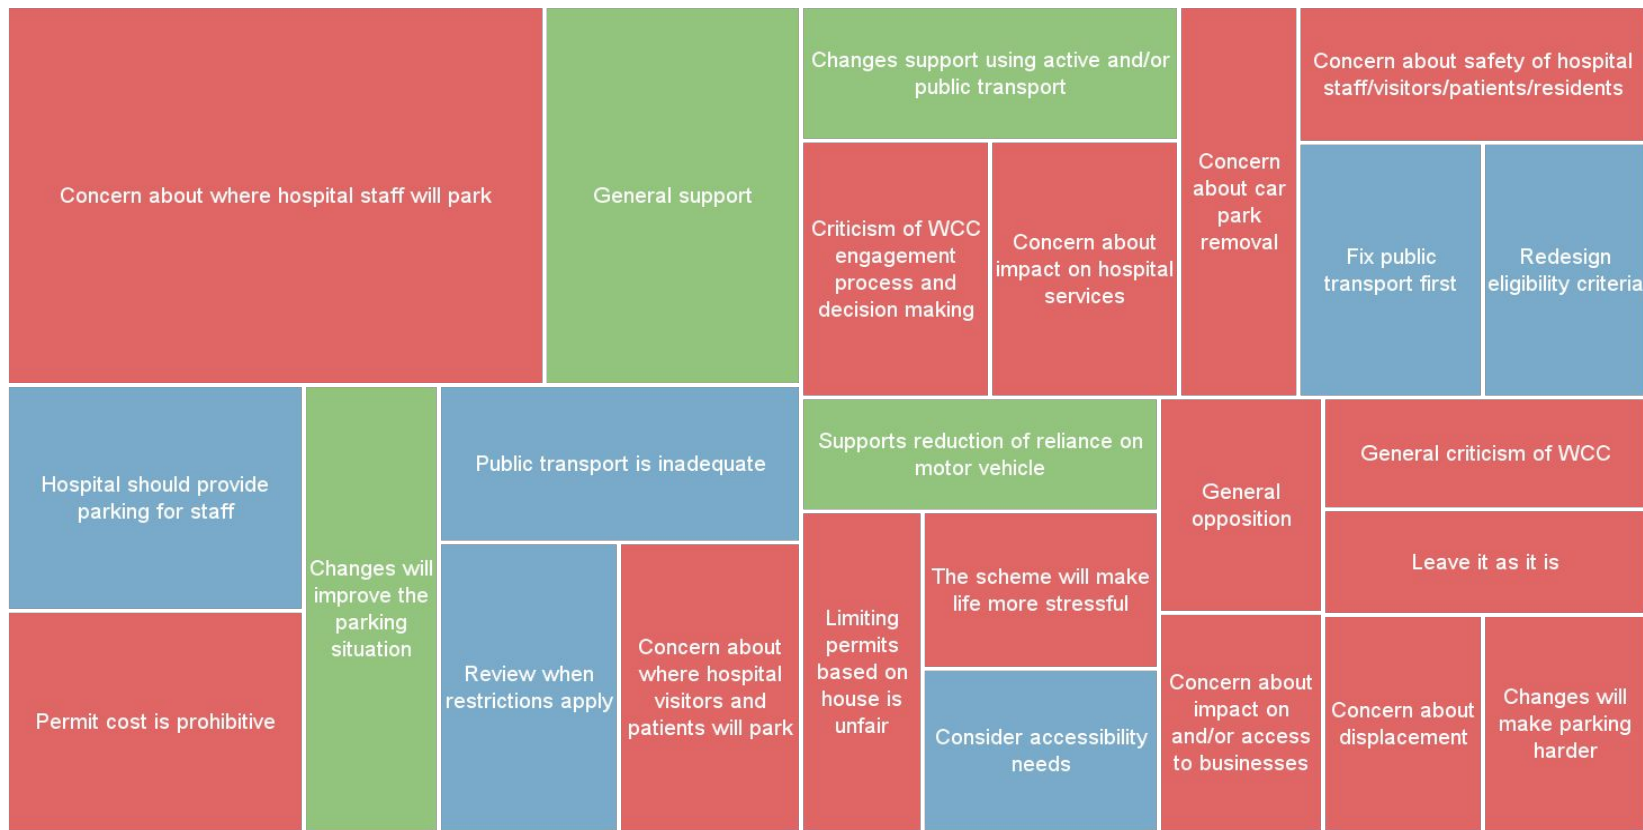 Concern about where hospital staff will park
General support
Changes support using active and/or
public transport
Criticism of WCC
engagement
process and
decision making
Concern about
impact on hospital
services
Concern
about car
park
removal
Concern about safety of hospital
staff/visitors/patients/residents
Fix public
transport first
Redesign
eligibility criteria
Hospital should provide
parking for staff
Permit cost is prohibitive
Changes will
improve the
parking
situation
Public transport is inadequate
Review when
restrictions apply
Concern about
where hospital
visitors and
patients will park
Supports reduction of reliance on
motor vehicle
Limiting
permits
based on
house is
unfair
The scheme will make
life more stressful
Consider accessibility
needs
General
opposition
Concern about
impact on
and/or access
to businesses
General criticism of WCC
Leave it as it is
Concern about
displacement
Changes will
make parking
harder